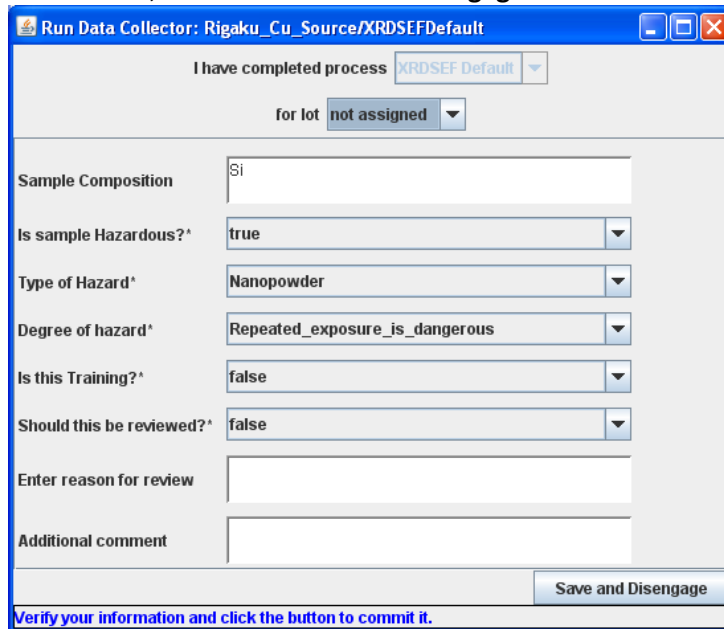 Run Data Collector: Rigaku_Cu_Source/XRDSEFDefault
I have completed process XRDSEF Default
for lot not assigned
Sample Composition Si
Is sample Hazardous?* true
Type of Hazard* Nanopowder
Degree of hazard* Repeated_exposure_is_dangerous
Is this Training?* false
Should this be reviewed?* false
Enter reason for review
Additional comment
Save and Disengage
Verify your information and click the button to commit it.